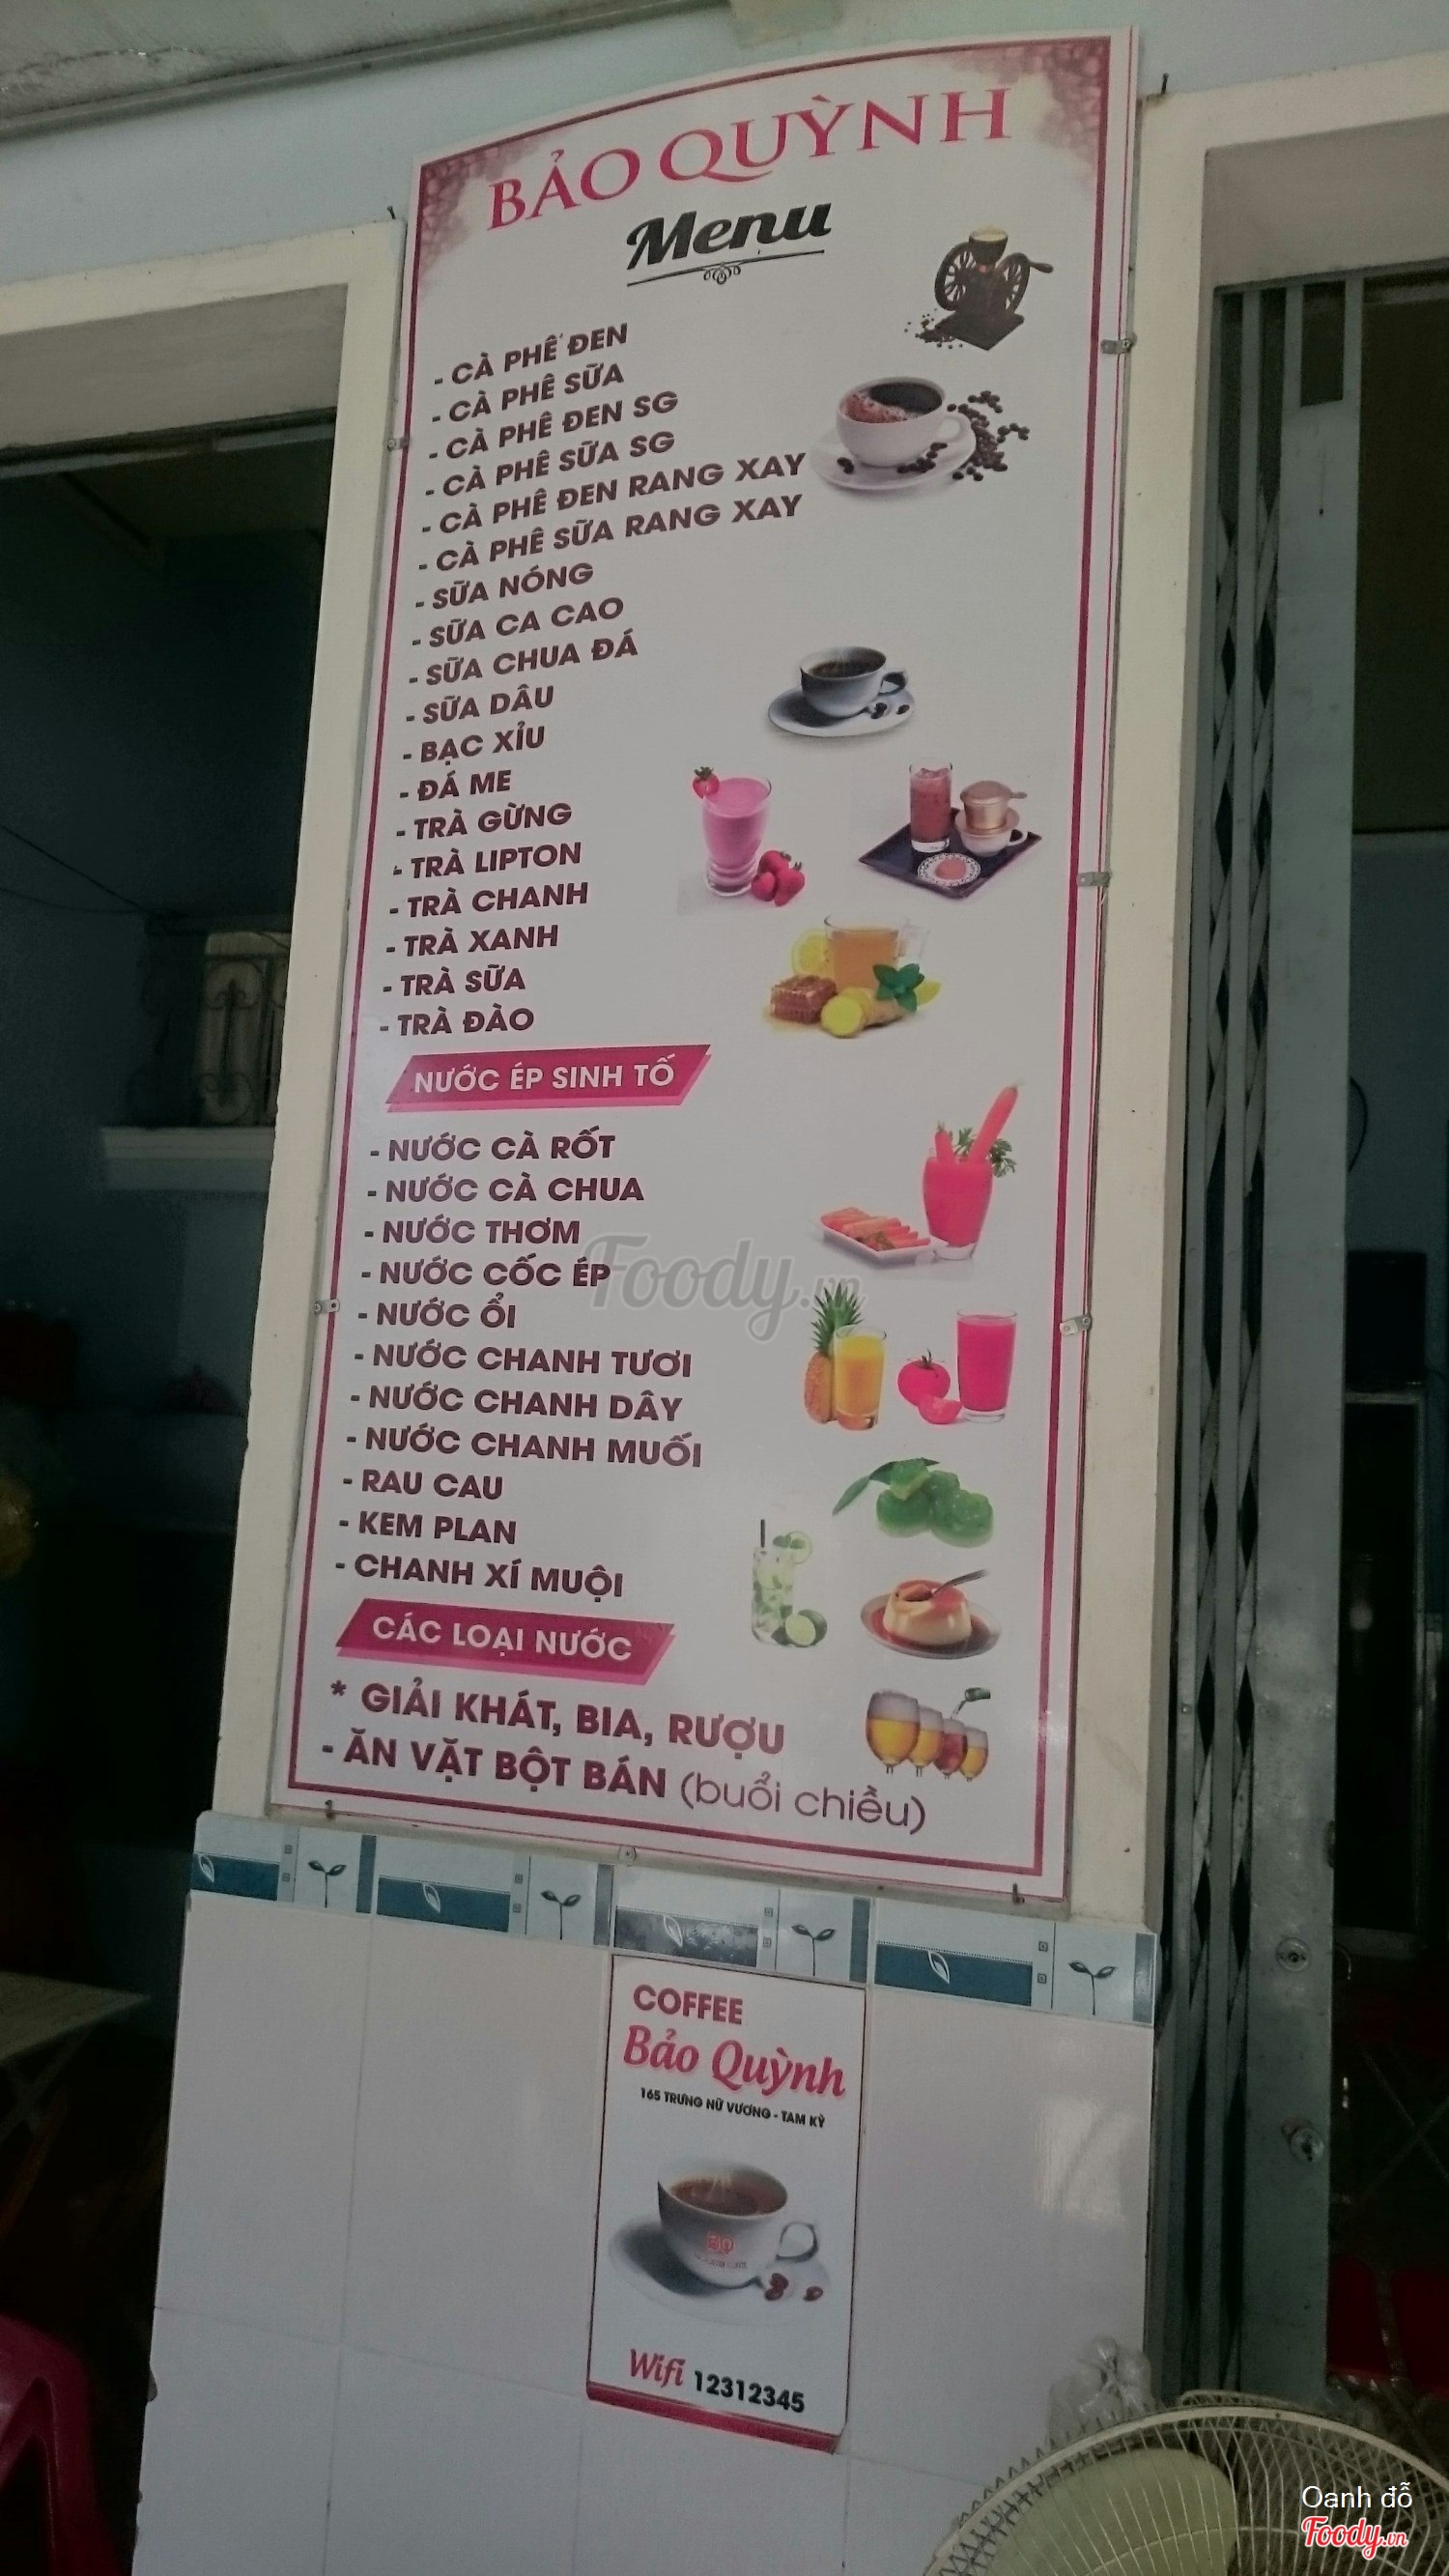 BẢO QUỲNH
Menu
- CÀ PHÊ ĐEN
- CÀ PHÊ SỮA
- CÀ PHÊ ĐEN SG
- CÀ PHÊ SỮA SG
- CÀ PHÊ ĐEN RANG XAY
- CÀ PHÊ SỮA RANG XAY
- SỮA NÓNG
- SỮA CA CAO
- SỮA CHUA ĐÁ
- SỮA DÂU
- BẠC XỈU
- ĐÁ ME
- TRÀ GỪNG
- TRÀ LIPTON
- TRÀ CHANH
- TRÀ XANH
- TRÀ SỮA
- TRÀ ĐÀO
NƯỚC ÉP SINH TỐ
- NƯỚC CÀ RỐT
- NƯỚC CÀ CHUA
- NƯỚC THƠM
- NƯỚC CỐC ÉP
- NƯỚC ỔI
- NƯỚC CHANH TƯƠI
- NƯỚC CHANH DÂY
- NƯỚC CHANH MUỐI
- RAU CAU
- KEM PLAN
- CHANH XÍ MUỘI
CÁC LOẠI NƯỚC
* GIẢI KHÁT, BIA, RƯỢU
- ĂN VẶT BỘT BÁN (buổi chiều)
Foody.vn
COFFEE
Bảo Quỳnh
165 TRƯNG NỮ VƯƠNG - TAM KỲ
BQ
Wifi 12312345
Oanh đỗ
Foody.vn